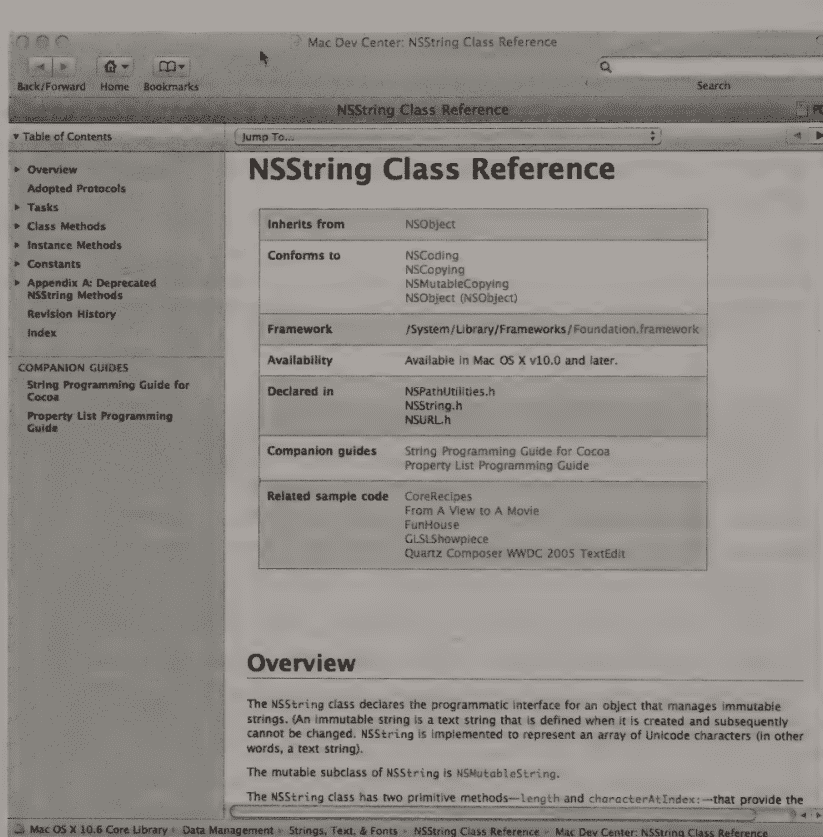 Mac Dev Center: NSString Class Reference
Back/Forward Home Bookmarks
Search
NSString Class Reference
Table of Contents
Jump To...
Overview
Adopted Protocols
Tasks
Class Methods
Instance Methods
Constants
Appendix A: Deprecated
NSString Methods
Revision History
Index
COMPANION GUIDES
String Programming Guide for
Cocoa
Property List Programming
Guide
NSString Class Reference
Inherits from NSObject
Conforms to NSCoding
NSCopying
NSMutableCopying
NSObject (NSObject)
Framework /System/Library/Frameworks/Foundation.framework
Availability Available in Mac OS X v10.0 and later.
Declared in NSPathUtilities.h
NSString.h
NSURL.h
Companion guides String Programming Guide for Cocoa
Property List Programming Guide
Related sample code CoreRecipes
From A View to A Movie
FunHouse
GLSLShowpiece
Quartz Composer WWDC 2005 TextEdit
Overview
The NSString class declares the programmatic interface for an object that manages immutable
strings. (An immutable string is a text string that is defined when it is created and subsequently
cannot be changed. NSString is implemented to represent an array of Unicode characters (in other
words, a text string).
The mutable subclass of NSString is NSMutableString.
The NSString class has two primitive methods—length and characterAtIndex:—that provide the
Mac OS X 10.6 Core Library Data Management Strings, Text, & Fonts NSString Class Reference Mac Dev Center: NSString Class Reference